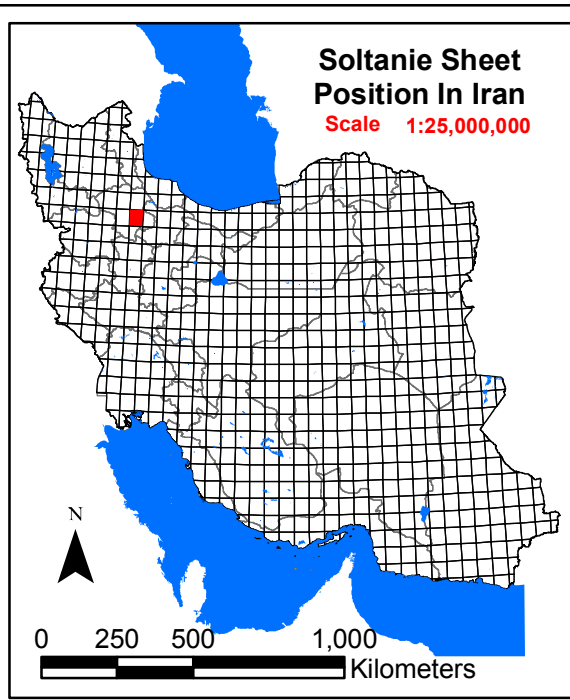 Soltanie Sheet
Position In Iran
Scale 1:25,000,000
N
0 250 500 1,000
Kilometers